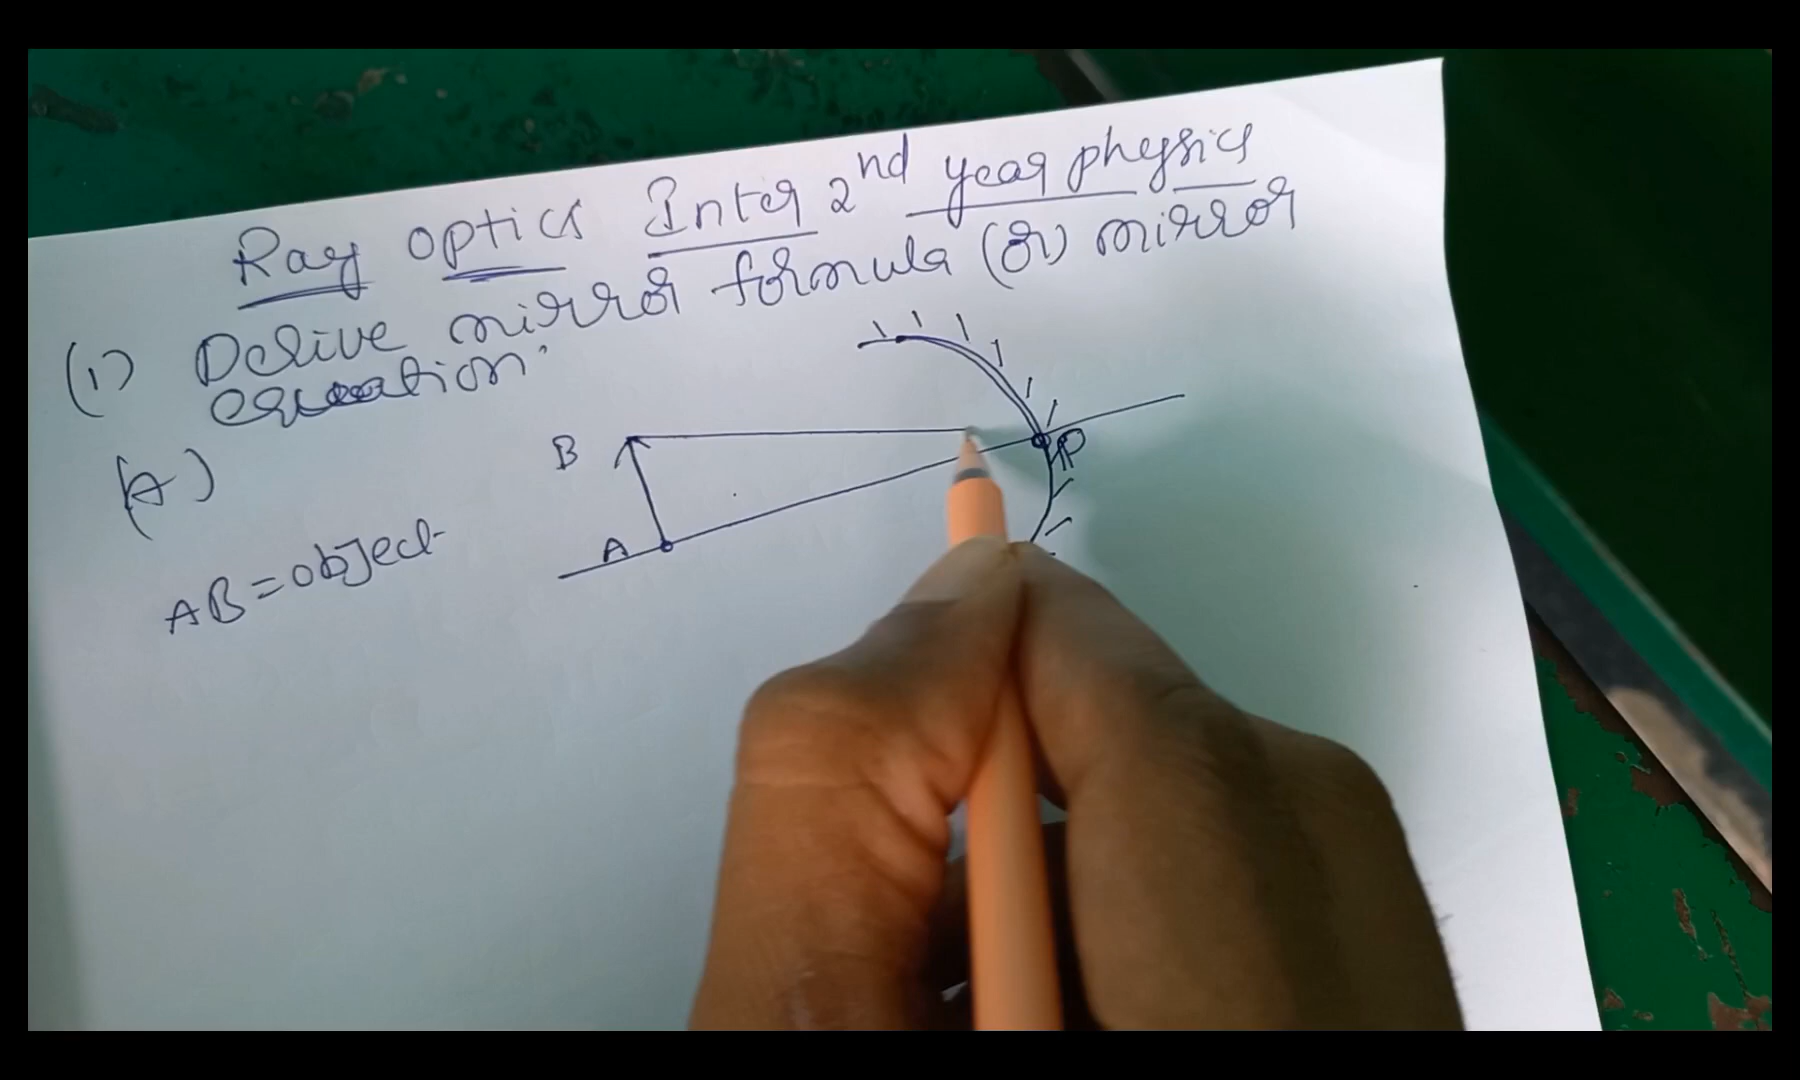 Ray optics Inter 2nd year physics
(1) Derive mirror formula (or) mirror
equation.
(A)
B
P
A
AB = object